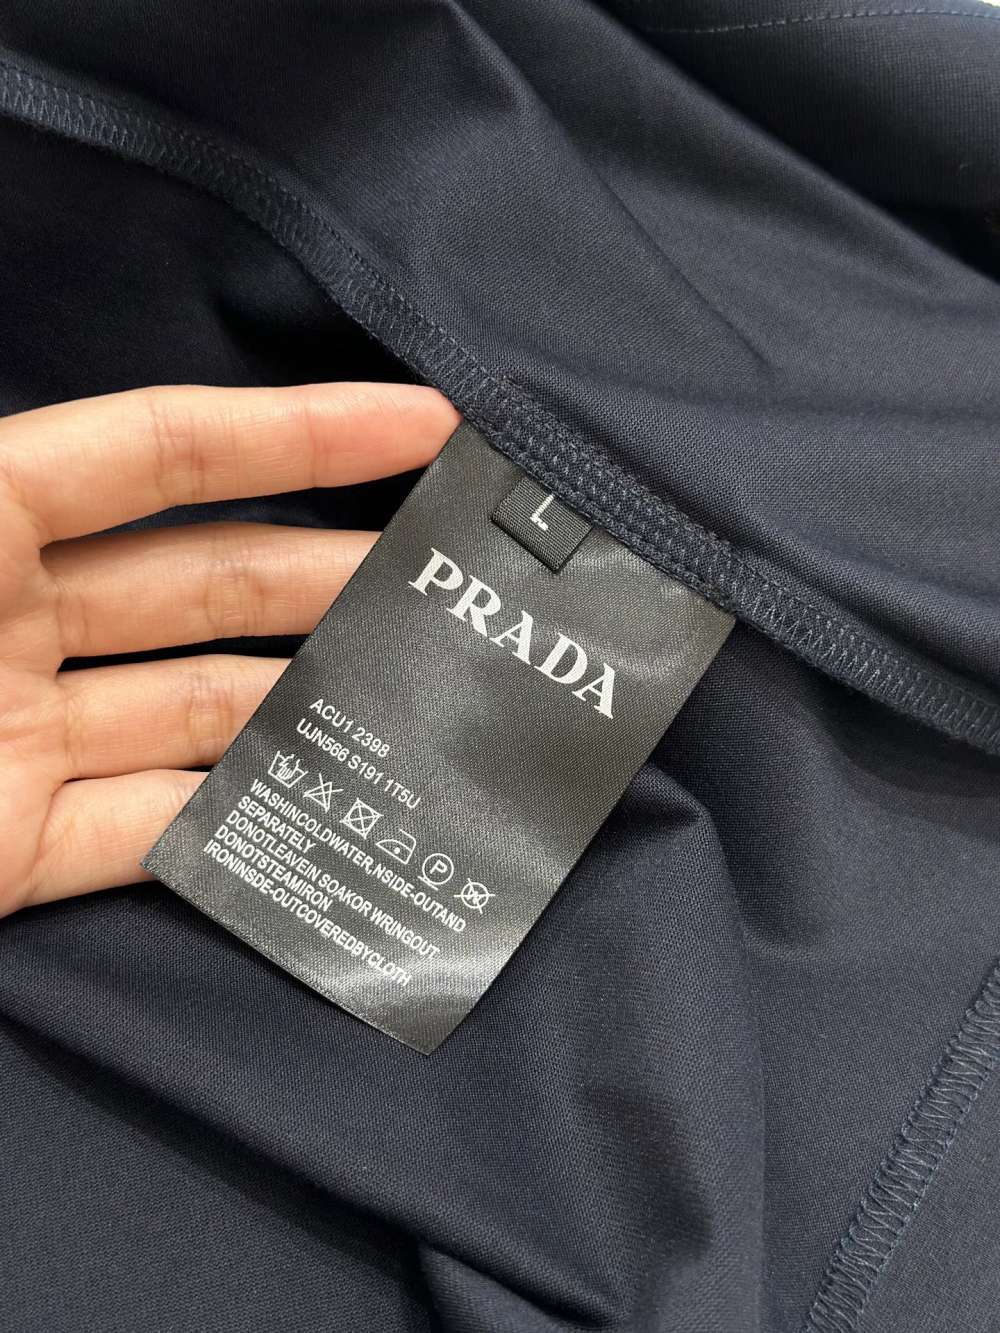 L
PRADA
ACU1 2398
UJN566 S191 1T5U
P
WASHINCOLDWATER,NSIDE-OUTAND
SEPARATELY
DONOTLEAVEIN SOAKOR WRINGOUT
DONOTSTEAMIRON
IRONINSDE-OUTCOVEREDBYCLOTH